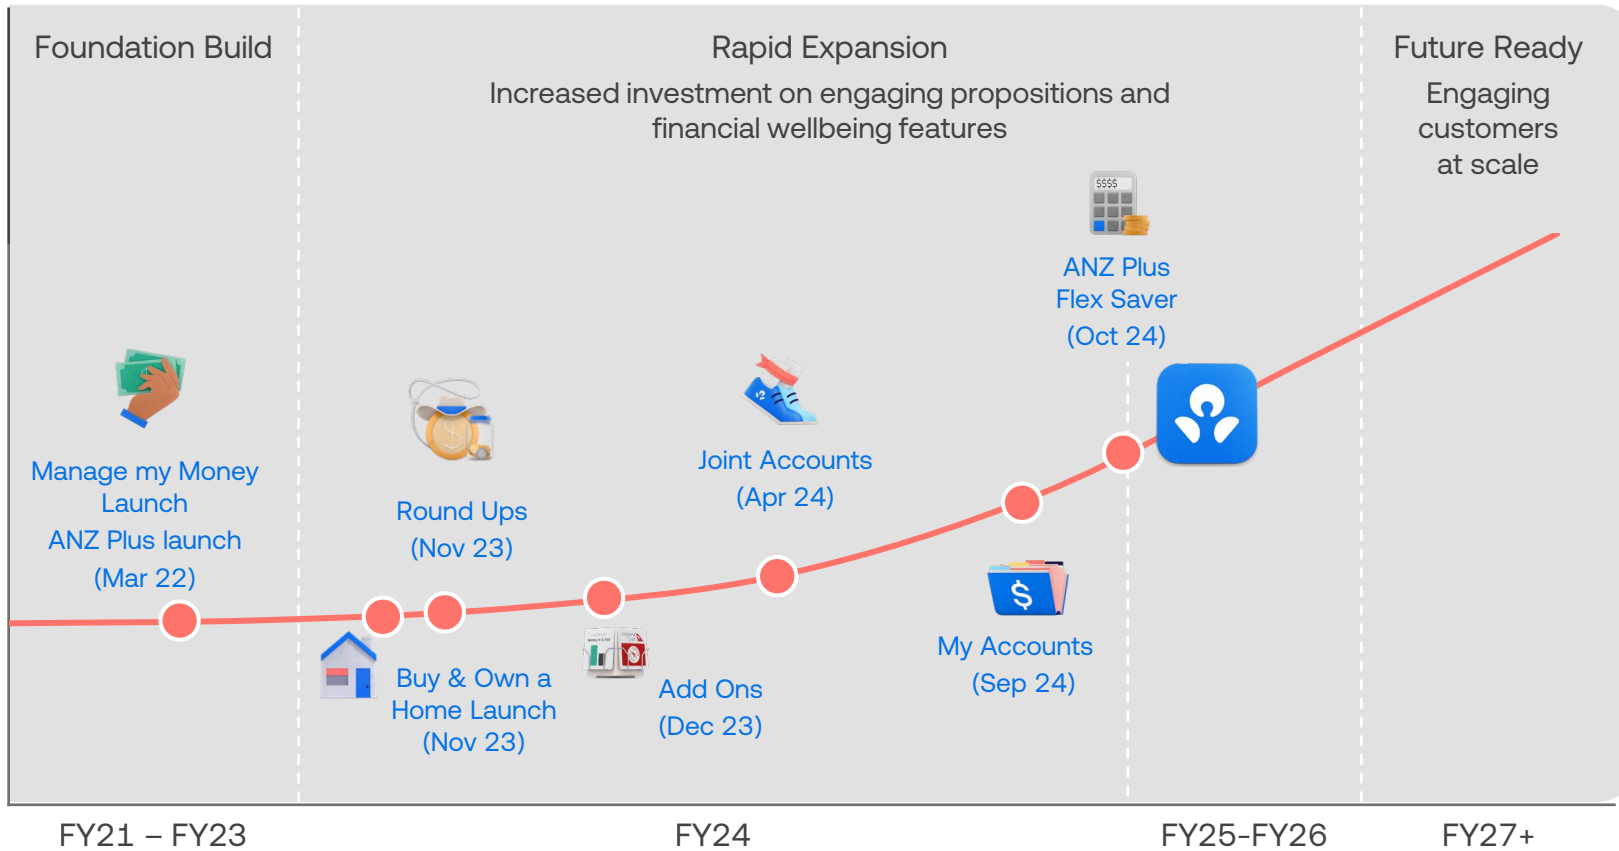 Foundation Build
Rapid Expansion
Increased investment on engaging propositions and
financial wellbeing features
Future Ready
Engaging
customers
at scale
$$$$
ANZ Plus
Flex Saver
(Oct 24)
Manage my Money
Launch
ANZ Plus launch
(Mar 22)
Round Ups
(Nov 23)
Joint Accounts
(Apr 24)
Buy & Own a
Home Launch
(Nov 23)
Add Ons
(Dec 23)
$
My Accounts
(Sep 24)
FY21 – FY23
FY24
FY25-FY26
FY27+